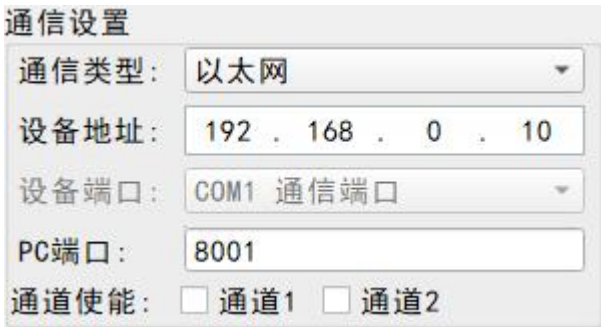 通信设置
通信类型: 以太网
设备地址: 192 . 168 . 0 . 10
设备端口: COM1 通信端口
PC端口: 8001
通道使能: 通道1 通道2